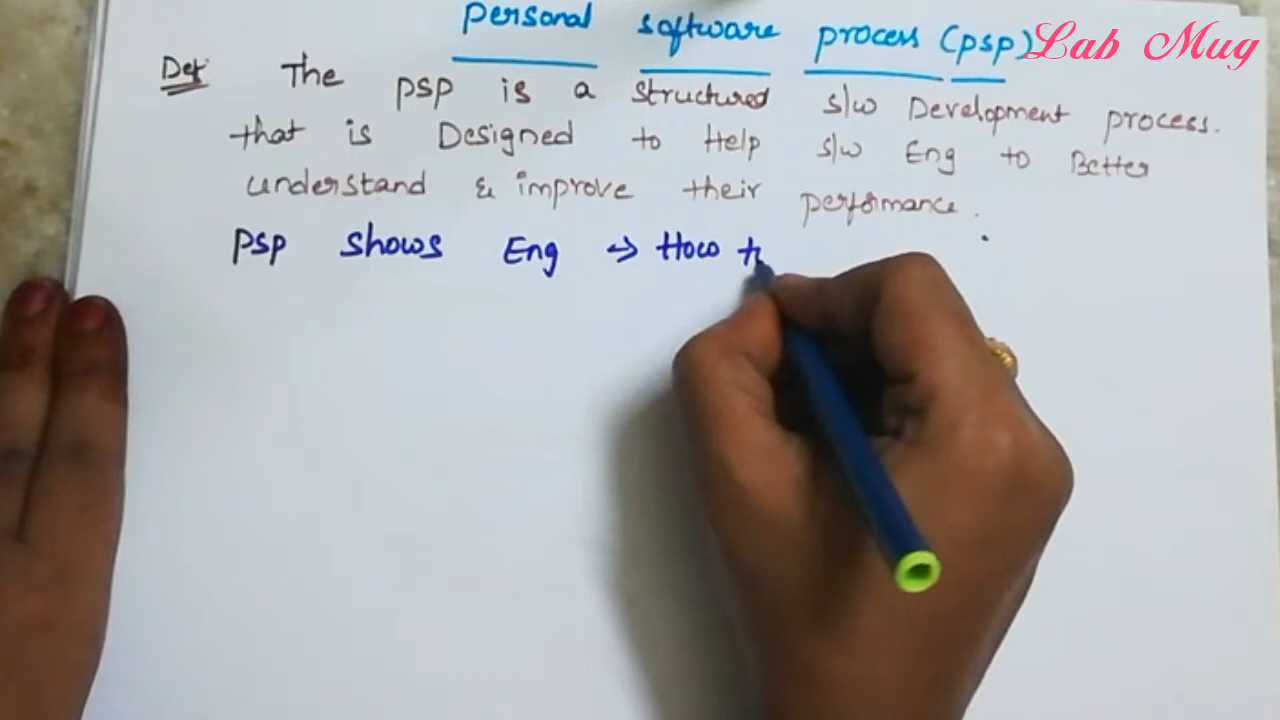 personal software process (psp)
Lab Mug
Def The psp is a structured s/w Development process.
that is Designed to Help s/w Eng to Better
understand & improve their performance.
psp shows Eng → How